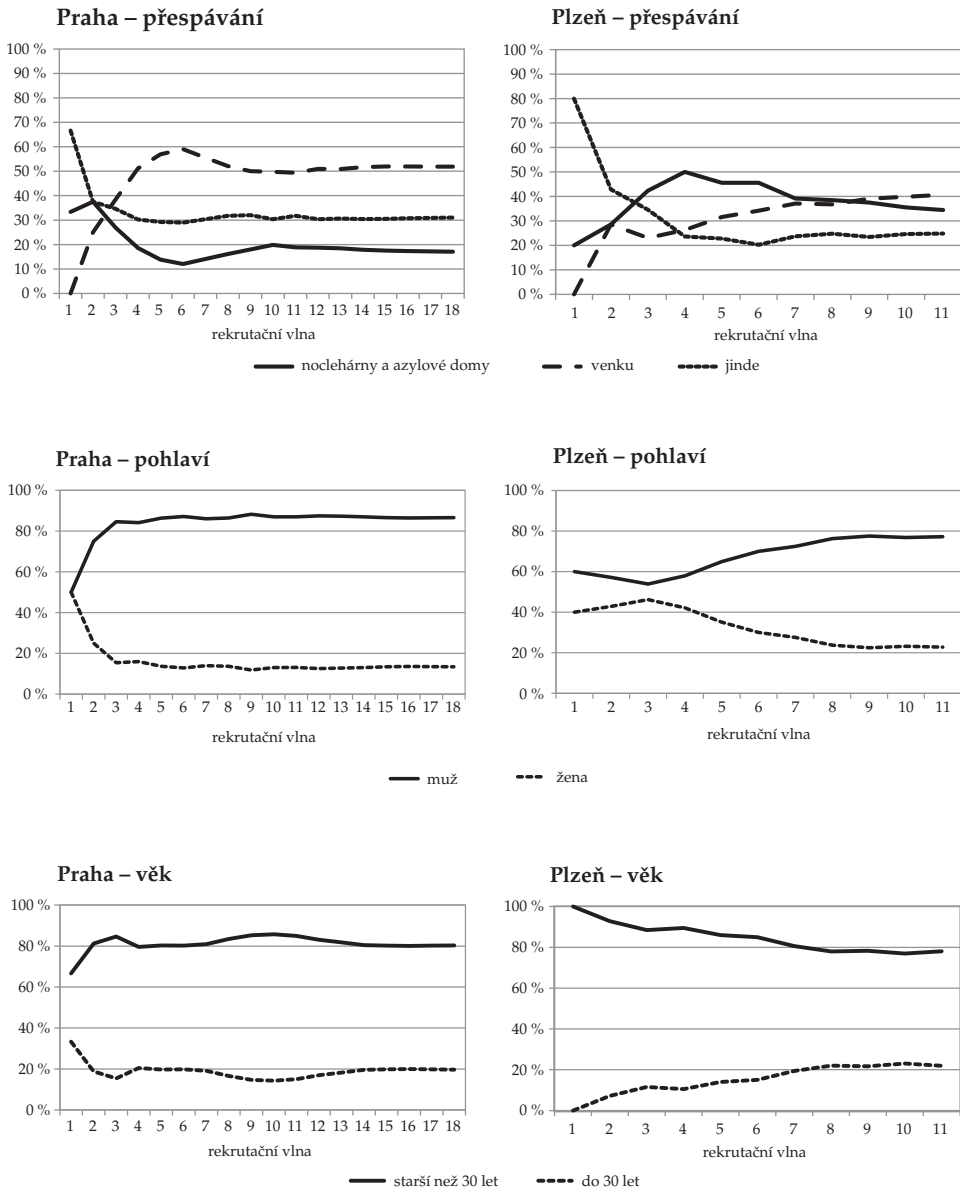 Praha – přespávání
100 %
90 %
80 %
70 %
60 %
50 %
40 %
30 %
20 %
10 %
0 %
1 2 3 4 5 6 7 8 9 10 11 12 13 14 15 16 17 18
rekrutační vlna
Plzeň – přespávání
100 %
90 %
80 %
70 %
60 %
50 %
40 %
30 %
20 %
10 %
0 %
1 2 3 4 5 6 7 8 9 10 11
rekrutační vlna
noclehárny a azylové domy venku jinde
Praha – pohlaví
100 %
80 %
60 %
40 %
20 %
0 %
1 2 3 4 5 6 7 8 9 10 11 12 13 14 15 16 17 18
rekrutační vlna
Plzeň – pohlaví
100 %
80 %
60 %
40 %
20 %
0 %
1 2 3 4 5 6 7 8 9 10 11
rekrutační vlna
muž žena
Praha – věk
100 %
80 %
60 %
40 %
20 %
0 %
1 2 3 4 5 6 7 8 9 10 11 12 13 14 15 16 17 18
rekrutační vlna
Plzeň – věk
100 %
80 %
60 %
40 %
20 %
0 %
1 2 3 4 5 6 7 8 9 10 11
rekrutační vlna
starší než 30 let do 30 let